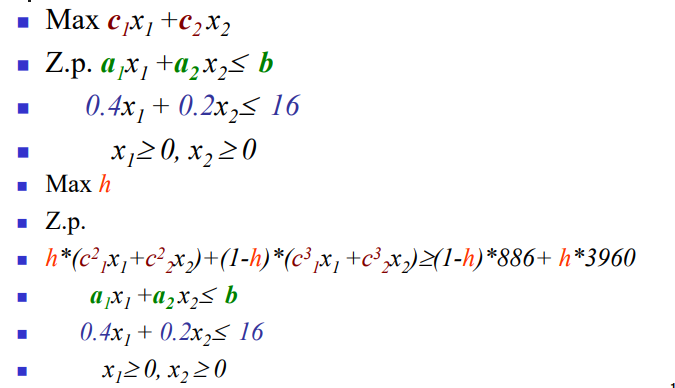 Max c₁x₁ +c₂x₂
Z.p. a₁x₁ +a₂x₂≤ b
0.4x₁ + 0.2x₂≤ 16
x₁≥0, x₂≥0
Max h
Z.p.
h*(c²₁x₁+c²₂x₂)+(1-h)*(c³₁x₁ +c³₂x₂)≥(1-h)*886+ h*3960
a₁x₁ +a₂x₂≤ b
0.4x₁ + 0.2x₂≤ 16
x₁≥0, x₂≥0